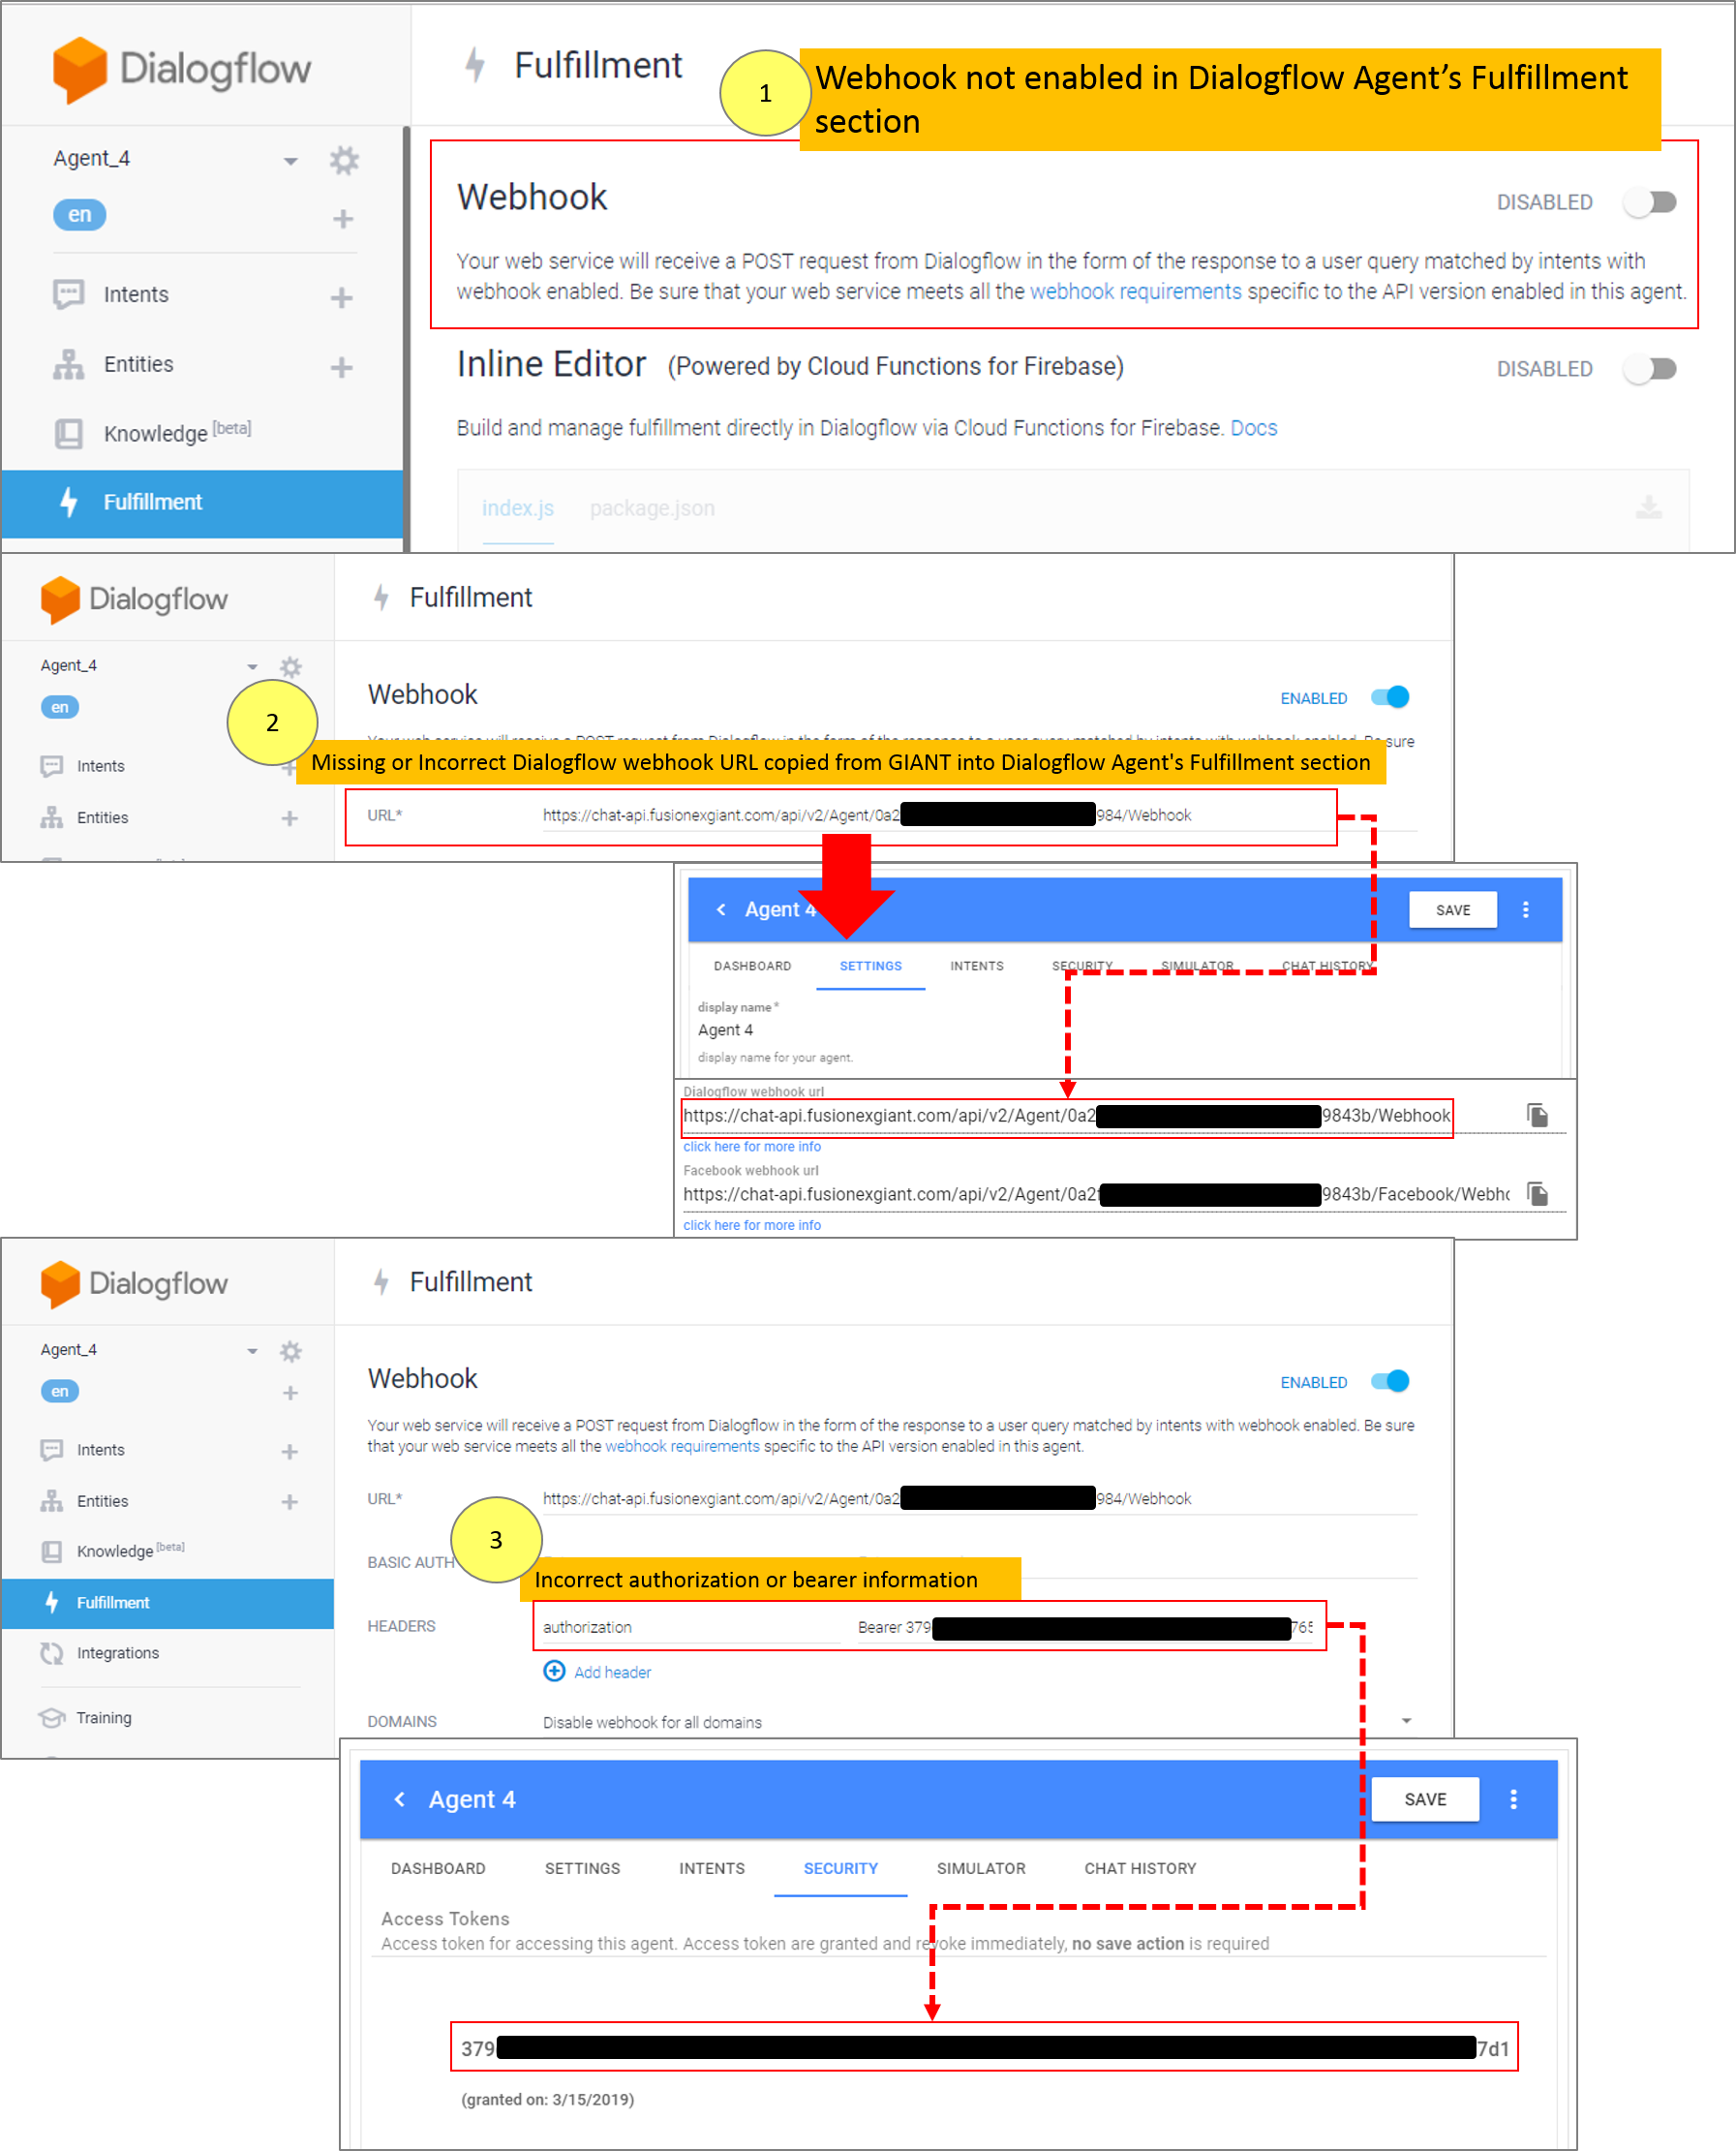 Dialogflow
Fulfillment
1
Webhook not enabled in Dialogflow Agent’s Fulfillment
section
Agent_4
en
Intents
Entities
Knowledge [beta]
Fulfillment
Webhook
DISABLED
Your web service will receive a POST request from Dialogflow in the form of the response to a user query matched by intents with
webhook enabled. Be sure that your web service meets all the webhook requirements specific to the API version enabled in this agent.
Inline Editor (Powered by Cloud Functions for Firebase)
DISABLED
Build and manage fulfillment directly in Dialogflow via Cloud Functions for Firebase. Docs
index.js package.json
Dialogflow
Fulfillment
Agent_4
en
2
Intents
Entities
Webhook
ENABLED
sure
Missing or Incorrect Dialogflow webhook URL copied from GIANT into Dialogflow Agent's Fulfillment section
URL* https://chat-api.fusionexgiant.com/api/v2/Agent/0a2 984/Webhook
Agent 4
SAVE
DASHBOARD SETTINGS INTENTS SECURITY SIMULATOR CHAT HISTORY
display name *
Agent 4
display name for your agent.
Dialogflow webhook url
https://chat-api.fusionexgiant.com/api/v2/Agent/0a2 9843b/Webhook
click here for more info
Facebook webhook url
https://chat-api.fusionexgiant.com/api/v2/Agent/0a2 9843b/Facebook/Webho
click here for more info
Dialogflow
Fulfillment
Agent_4
en
Intents
Entities
Knowledge [beta]
Fulfillment
Integrations
Training
Webhook
ENABLED
Your web service will receive a POST request from Dialogflow in the form of the response to a user query matched by intents with webhook enabled. Be sure
that your web service meets all the webhook requirements specific to the API version enabled in this agent.
URL* https://chat-api.fusionexgiant.com/api/v2/Agent/0a2 984/Webhook
3
BASIC AUTH
Incorrect authorization or bearer information
HEADERS authorization Bearer 379 765
Add header
DOMAINS Disable webhook for all domains
Agent 4
SAVE
DASHBOARD SETTINGS INTENTS SECURITY SIMULATOR CHAT HISTORY
Access Tokens
Access token for accessing this agent. Access token are granted and revoke immediately, no save action is required
379 7d1
(granted on: 3/15/2019)